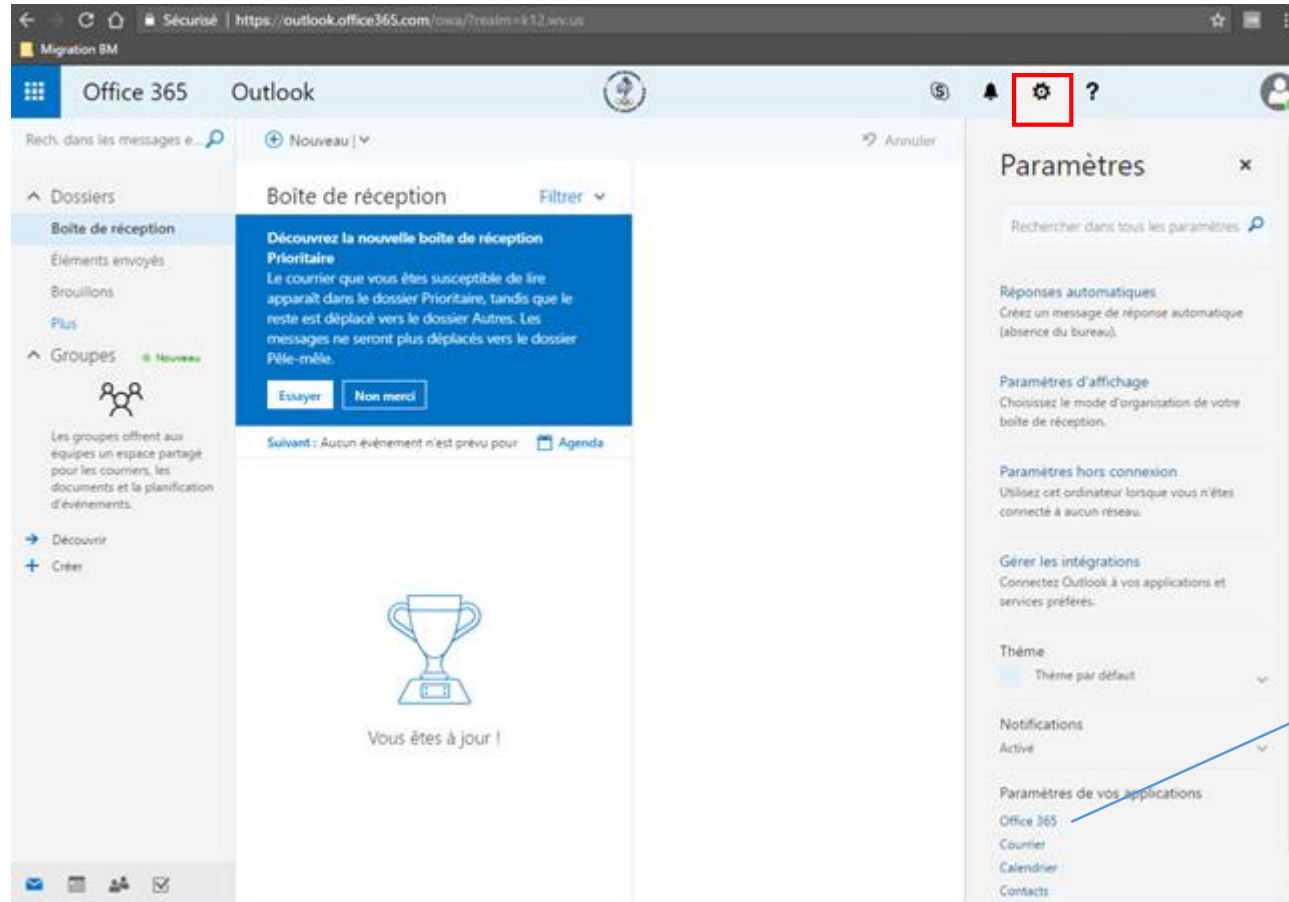 Sécurisé | https://outlook.office365.com/owa/?realm=k12.wv.us
Migration BM
Office 365 Outlook
?
Rech. dans les messages e...
Nouveau |
Annuler
Dossiers
Boîte de réception
Éléments envoyés
Brouillons
Plus
Groupes Nouveau
Les groupes offrent aux
équipes un espace partagé
pour les courriers, les
documents et la planification
d'événements.
Découvrir
Créer
Boîte de réception Filtrer
Découvrez la nouvelle boîte de réception
Prioritaire
Le courrier que vous êtes susceptible de lire
apparaît dans le dossier Prioritaire, tandis que le
reste est déplacé vers le dossier Autres. Les
messages ne seront plus déplacés vers le dossier
Pêle-mêle.
Essayer Non merci
Suivant : Aucun événement n'est prévu pour Agenda
Vous êtes à jour !
Paramètres
Rechercher dans tous les paramètres
Réponses automatiques
Créez un message de réponse automatique
(absence du bureau).
Paramètres d'affichage
Choisissez le mode d'organisation de votre
boîte de réception.
Paramètres hors connexion
Utilisez cet ordinateur lorsque vous n'êtes
connecté à aucun réseau.
Gérer les intégrations
Connectez Outlook à vos applications et
services préférés.
Thème
Thème par défaut
Notifications
Activé
Paramètres de vos applications
Office 365
Courrier
Calendrier
Contacts